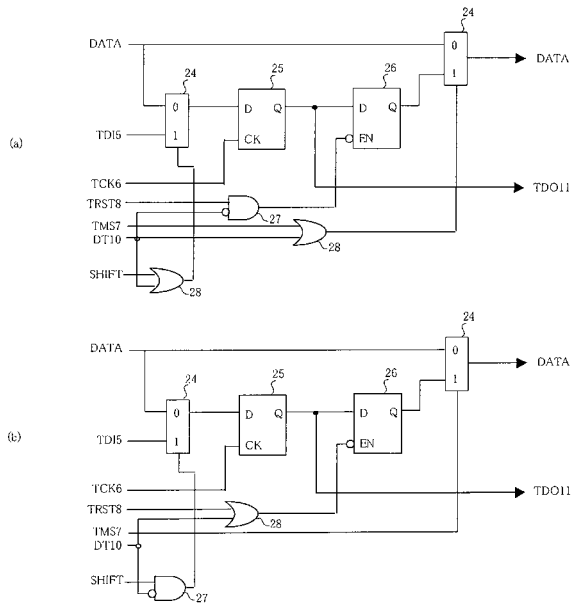 24
DATA
0
DATA
24
25
26
1
0
D
Q
D
Q
TDI5
1
CK
EN
(a)
TCK6
TRST8
TDO11
27
TMS7
DT10
28
SHIFT
28
24
DATA
0
DATA
24
25
26
1
0
D
Q
D
Q
(b)
TDI5
1
CK
EN
TCK6
TDO11
TRST8
28
TMS7
DT10
SHIFT
27